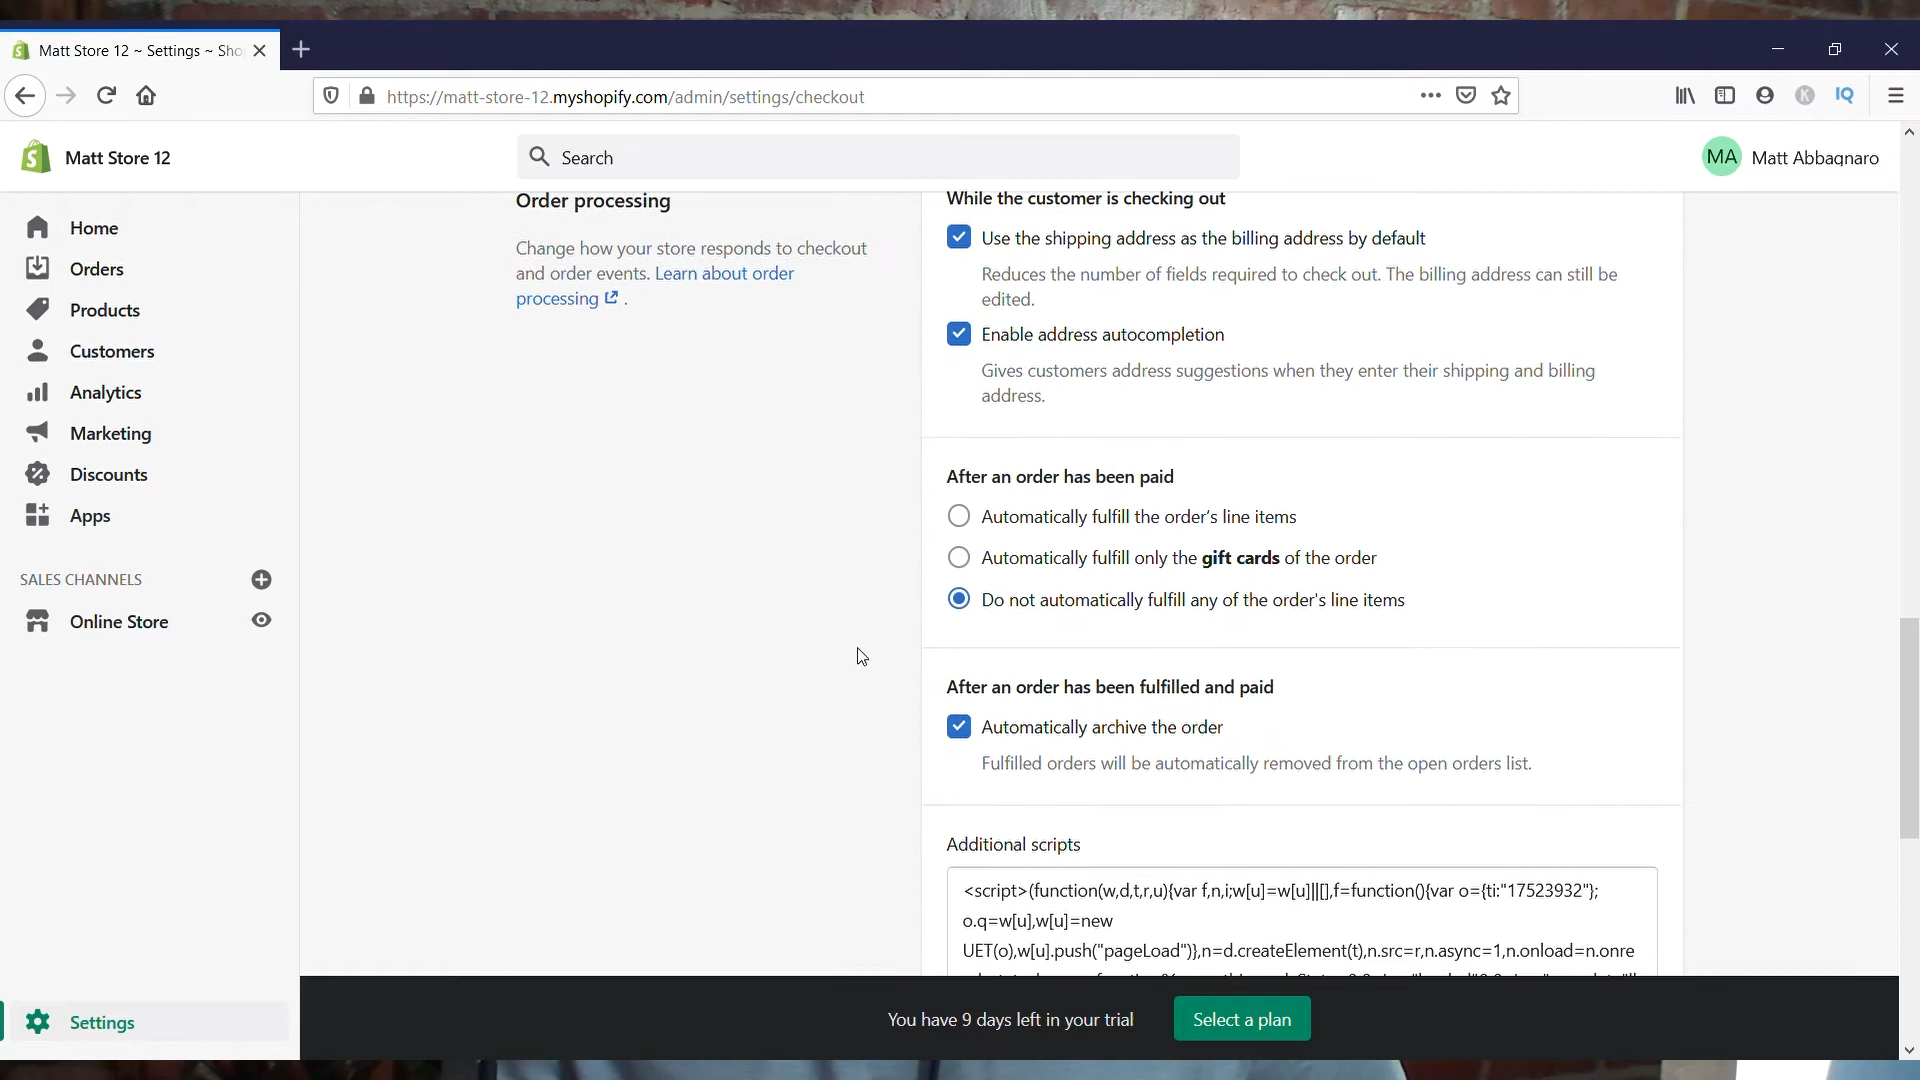 Matt Store 12 ~ Settings ~ Sho
https://matt-store-12.myshopify.com/admin/settings/checkout
IQ
K
Matt Store 12
Search
MA
Matt Abbagnaro
Home
Orders
Products
Customers
Analytics
Marketing
Discounts
Apps
SALES CHANNELS
Online Store
Settings
Order processing
Change how your store responds to checkout
and order events. Learn about order
processing .
While the customer is checking out
Use the shipping address as the billing address by default
Reduces the number of fields required to check out. The billing address can still be
edited.
Enable address autocompletion
Gives customers address suggestions when they enter their shipping and billing
address.
After an order has been paid
Automatically fulfill the order’s line items
Automatically fulfill only the gift cards of the order
Do not automatically fulfill any of the order's line items
After an order has been fulfilled and paid
Automatically archive the order
Fulfilled orders will be automatically removed from the open orders list.
Additional scripts
<script>(function(w,d,t,r,u){var f,n,i;w[u]=w[u]||[],f=function(){var o={ti:"17523932"};
o.q=w[u],w[u]=new
UET(o),w[u].push("pageLoad")},n=d.createElement(t),n.src=r,n.async=1,n.onload=n.onre
You have 9 days left in your trial
Select a plan